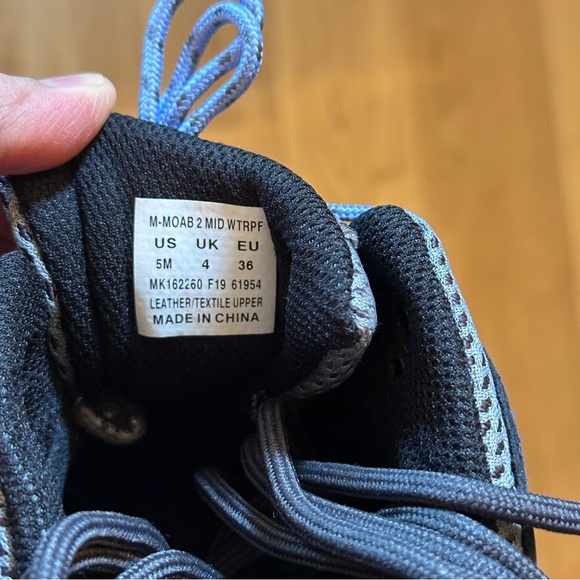 M-MOAB 2 MID WTRPF
US UK EU
5M 4 36
MK162260 F19 61954
LEATHER/TEXTILE UPPER
MADE IN CHINA